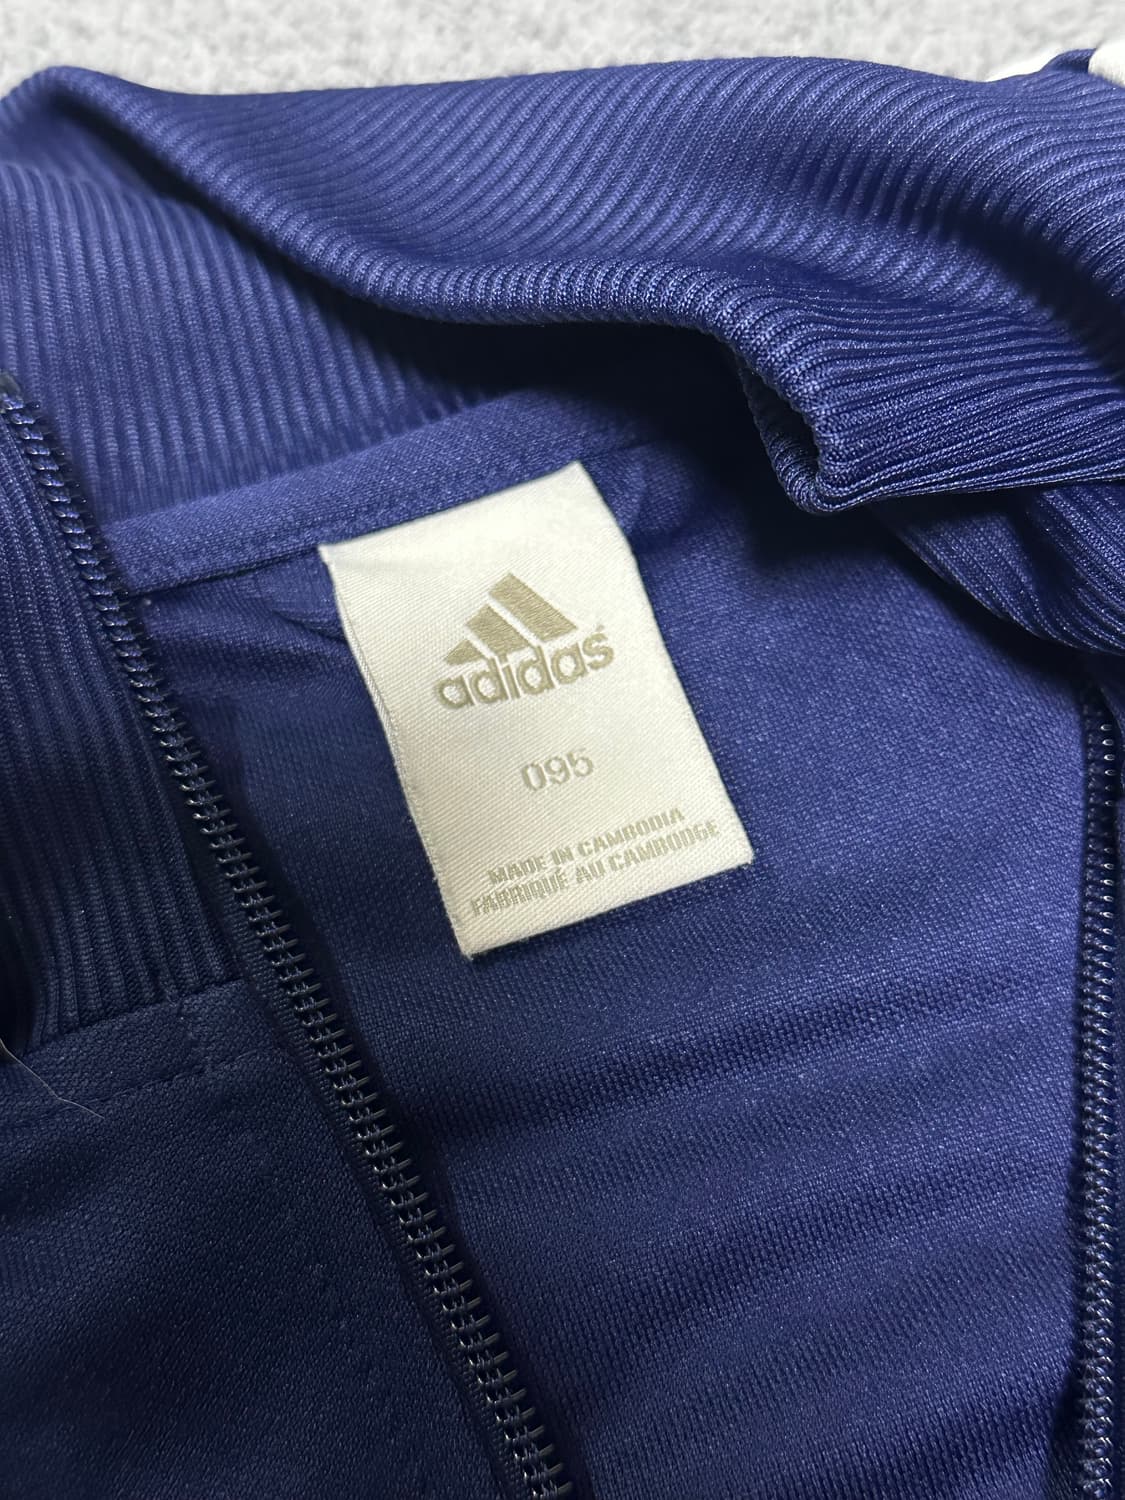 adidas
095
MADE IN CAMBODIA
FABRIQUÉ AU CAMBODGE